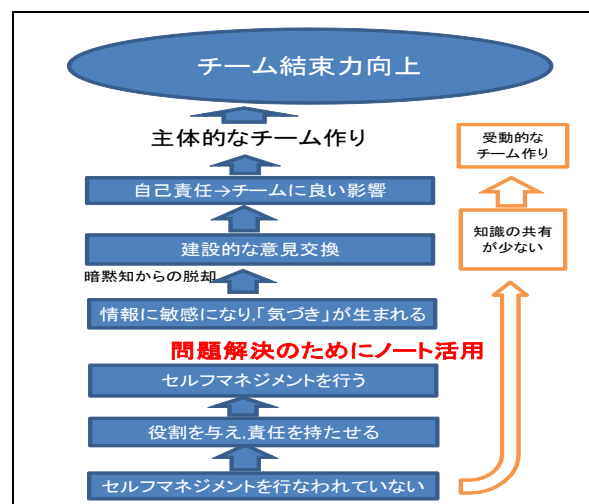 チーム結束力向上
主体的なチーム作り
受動的な
チーム作り
自己責任→チームに良い影響
知識の共有
が少ない
建設的な意見交換
暗黙知からの脱却
情報に敏感になり,「気づき」が生まれる
問題解決のためにノート活用
セルフマネジメントを行う
役割を与え,責任を持たせる
セルフマネジメントを行なわれていない